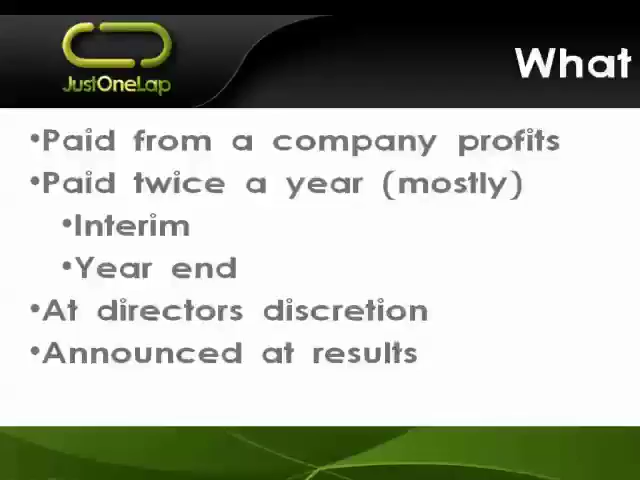 JustOneLap
What
•Paid from a company profits
•Paid twice a year (mostly)
•Interim
•Year end
•At directors discretion
•Announced at results